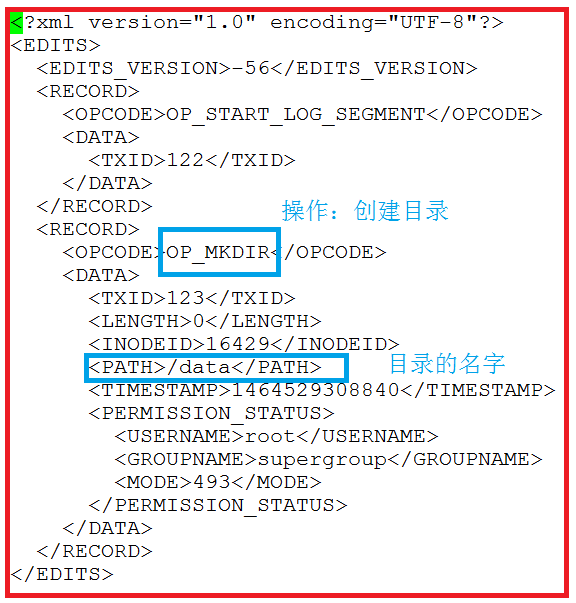 <?xml version="1.0" encoding="UTF-8"?>
<EDITS>
  <EDITS_VERSION>-56</EDITS_VERSION>
  <RECORD>
    <OPCODE>OP_START_LOG_SEGMENT</OPCODE>
    <DATA>
      <TXID>122</TXID>
    </DATA>
  </RECORD>
操作：创建目录
  <RECORD>
    <OPCODE>OP_MKDIR</OPCODE>
    <DATA>
      <TXID>123</TXID>
      <LENGTH>0</LENGTH>
      <INODEID>16429</INODEID>
      <PATH>/data</PATH>
目录的名字
      <TIMESTAMP>1464529308840</TIMESTAMP>
      <PERMISSION_STATUS>
        <USERNAME>root</USERNAME>
        <GROUPNAME>supergroup</GROUPNAME>
        <MODE>493</MODE>
      </PERMISSION_STATUS>
    </DATA>
  </RECORD>
</EDITS>